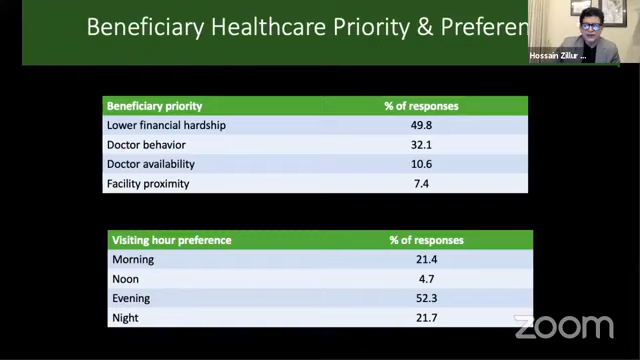 Beneficiary Healthcare Priority & Preferen
Hossain Zillur ...
Beneficiary priority % of responses
Lower financial hardship 49.8
Doctor behavior 32.1
Doctor availability 10.6
Facility proximity 7.4
Visiting hour preference % of responses
Morning 21.4
Noon 4.7
Evening 52.3
Night 21.7
zoom